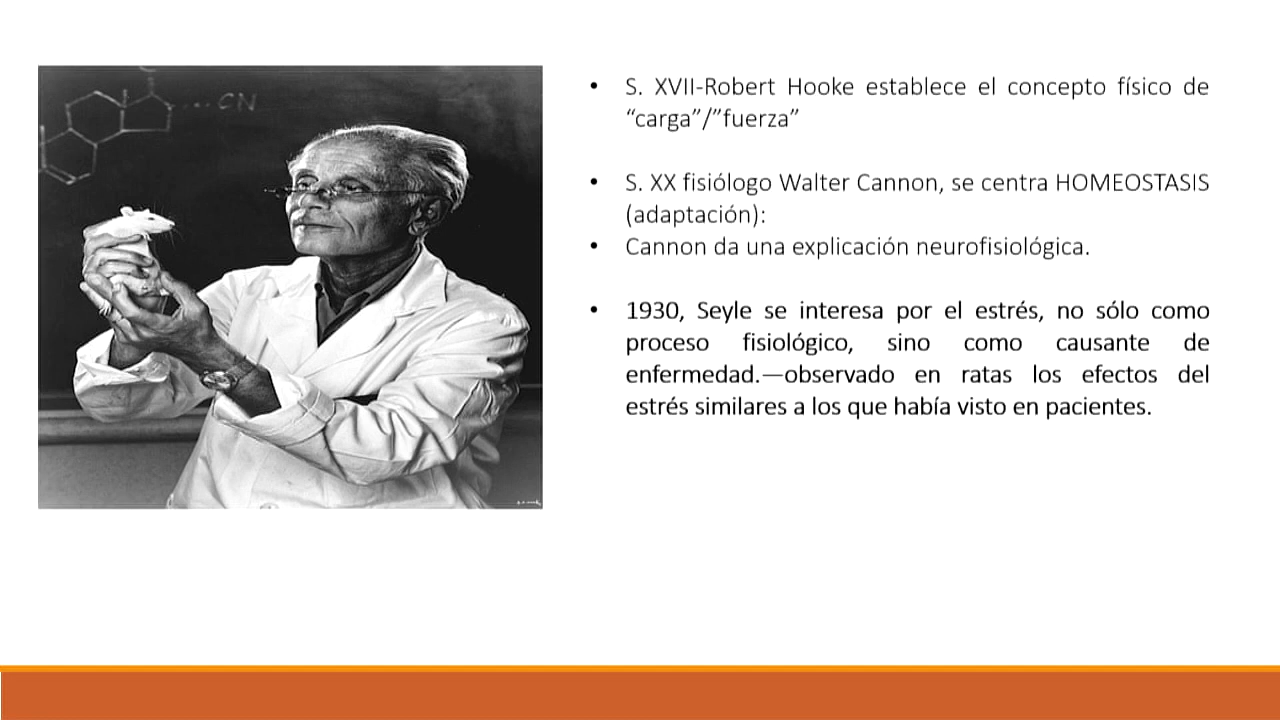 ...CN
• S. XVII-Robert Hooke establece el concepto físico de
“carga”/”fuerza”
• S. XX fisiólogo Walter Cannon, se centra HOMEOSTASIS
(adaptación):
• Cannon da una explicación neurofisiológica.
• 1930, Seyle se interesa por el estrés, no sólo como
proceso fisiológico, sino como causante de
enfermedad.—observado en ratas los efectos del
estrés similares a los que había visto en pacientes.